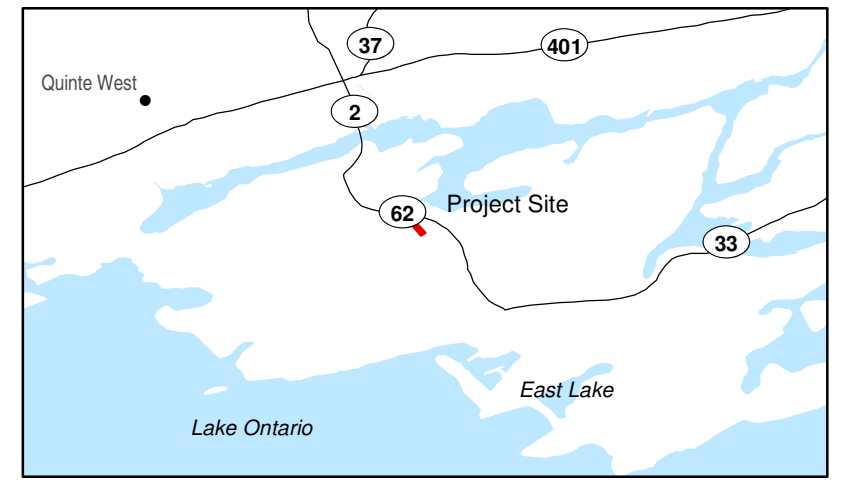 37
401
Quinte West
2
Project Site
62
33
East Lake
Lake Ontario